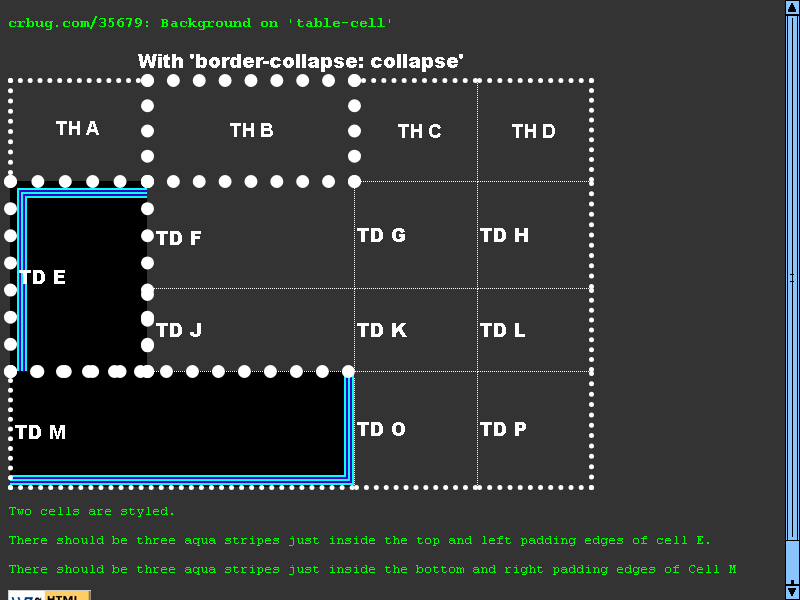 crbug.com/35679: Background on 'table-cell'
With 'border-collapse: collapse'
TH A TH B TH C TH D
TD E TD F TD G TD H
TD J TD K TD L
TD M TD O TD P
Two cells are styled.
There should be three aqua stripes just inside the top and left padding edges of cell E.
There should be three aqua stripes just inside the bottom and right padding edges of Cell M
HTML